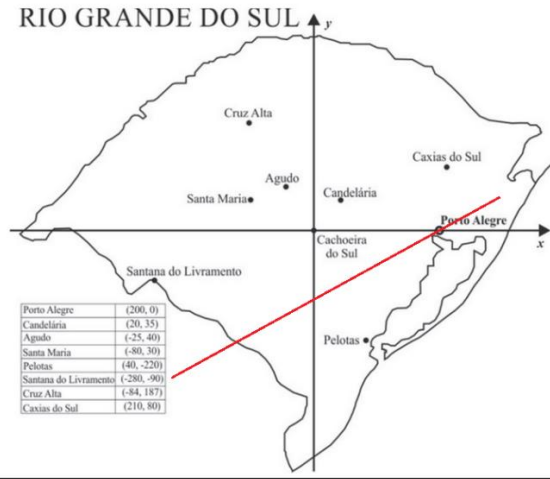 RIO GRANDE DO SUL
y
Cruz Alta
Caxias do Sul
Agudo
Santa Maria
Candelária
Porto Alegre
x
Cachoeira
do Sul
Santana do Livramento
Pelotas
Porto Alegre (200, 0)
Candelária (20, 35)
Agudo (-25, 40)
Santa Maria (-80, 30)
Pelotas (40, -220)
Santana do Livramento (-280, -90)
Cruz Alta (-84, 187)
Caxias do Sul (210, 80)